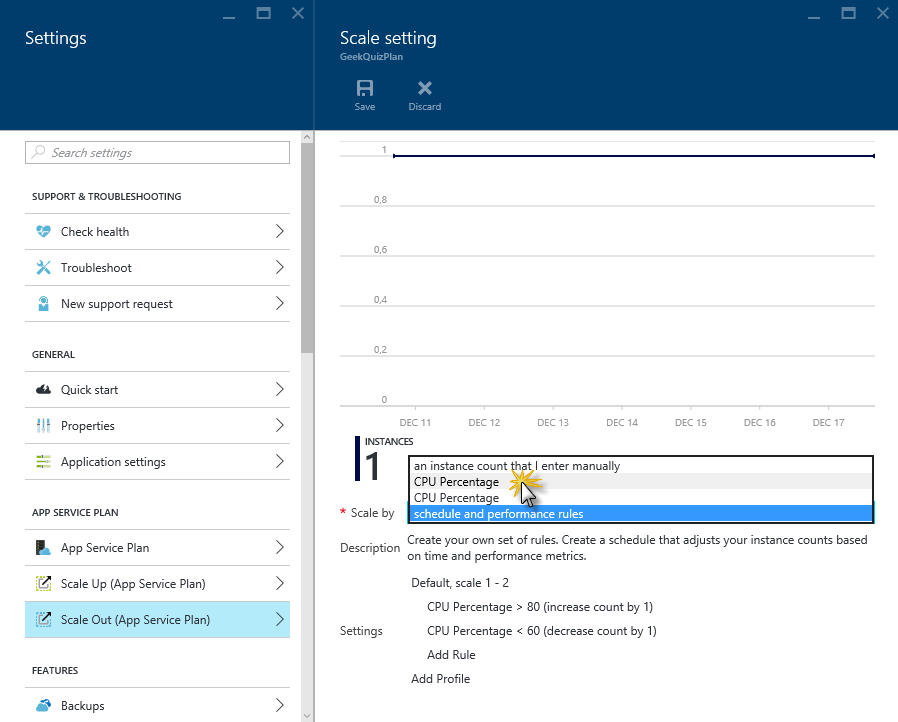 Settings
Search settings
SUPPORT & TROUBLESHOOTING
Check health
Troubleshoot
New support request
GENERAL
Quick start
Properties
Application settings
APP SERVICE PLAN
App Service Plan
Scale Up (App Service Plan)
Scale Out (App Service Plan)
FEATURES
Backups
Scale setting
GeekQuizPlan
Save
Discard
1
0,8
0,6
0,4
0,2
0
DEC 11
DEC 12
DEC 13
DEC 14
DEC 15
DEC 16
DEC 17
INSTANCES
1
an instance count that I enter manually
CPU Percentage
CPU Percentage
* Scale by
schedule and performance rules
Description
Create your own set of rules. Create a schedule that adjusts your instance counts based
on time and performance metrics.
Settings
Default, scale 1 - 2
CPU Percentage > 80 (increase count by 1)
CPU Percentage < 60 (decrease count by 1)
Add Rule
Add Profile